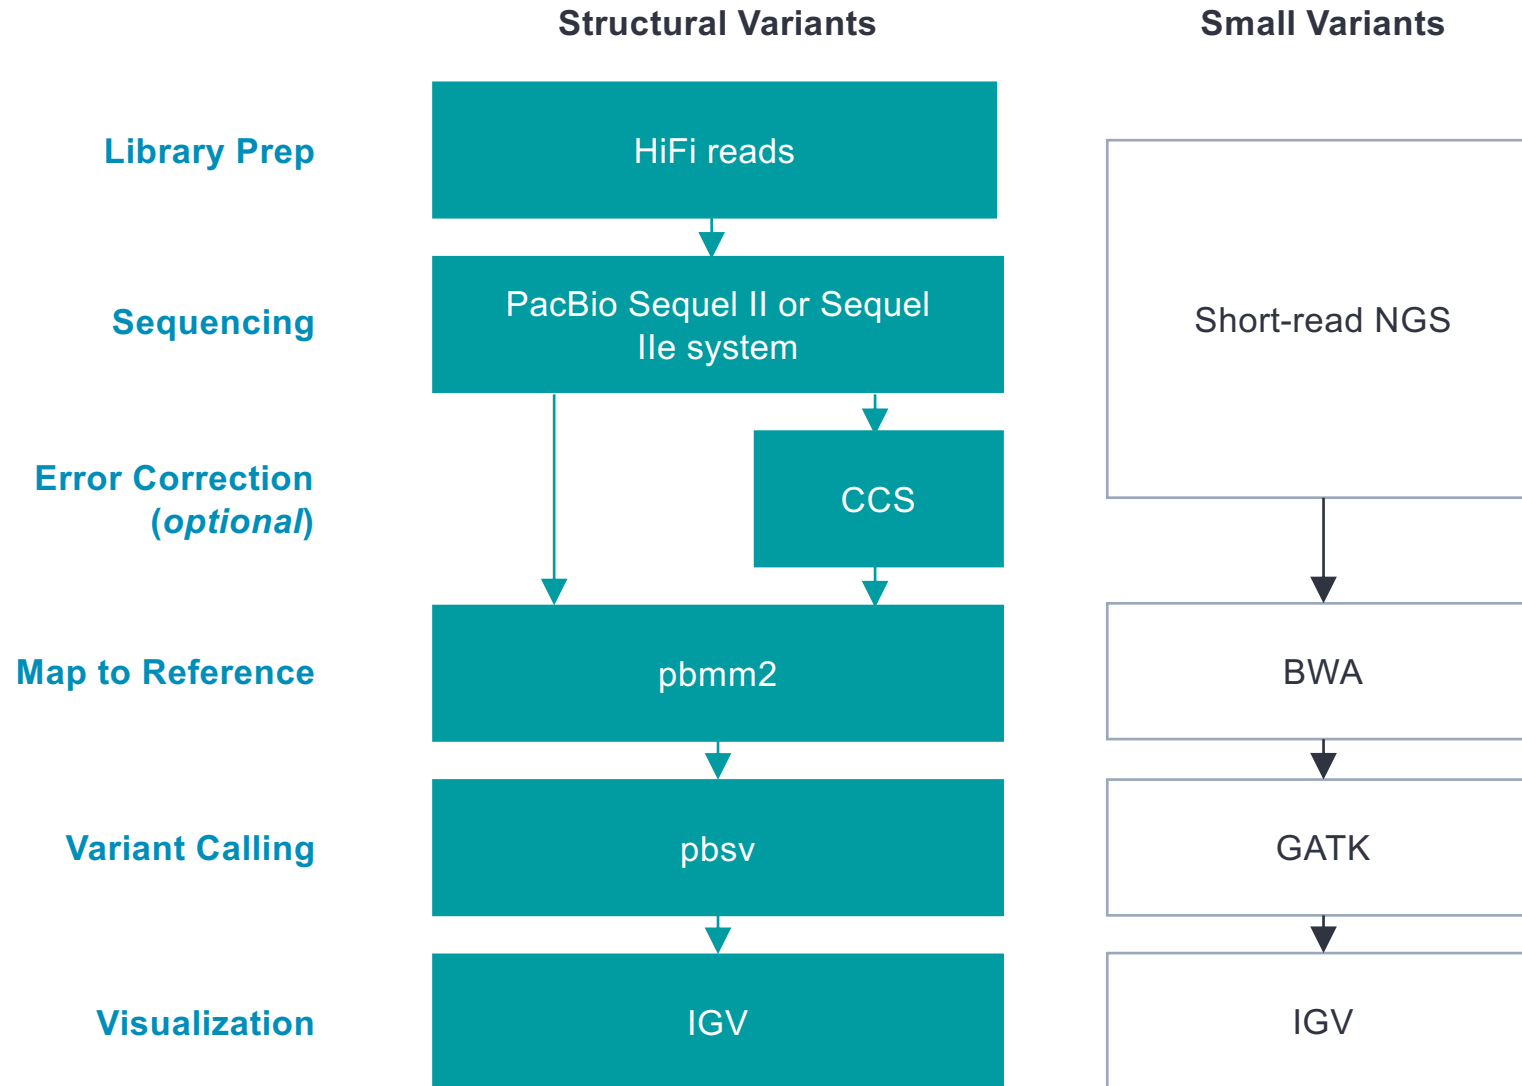 Structural Variants
Small Variants
Library Prep
HiFi reads
Sequencing
PacBio Sequel II or Sequel
IIe system
Short-read NGS
Error Correction
(optional)
CCS
Map to Reference
pbmm2
BWA
Variant Calling
pbsv
GATK
Visualization
IGV
IGV